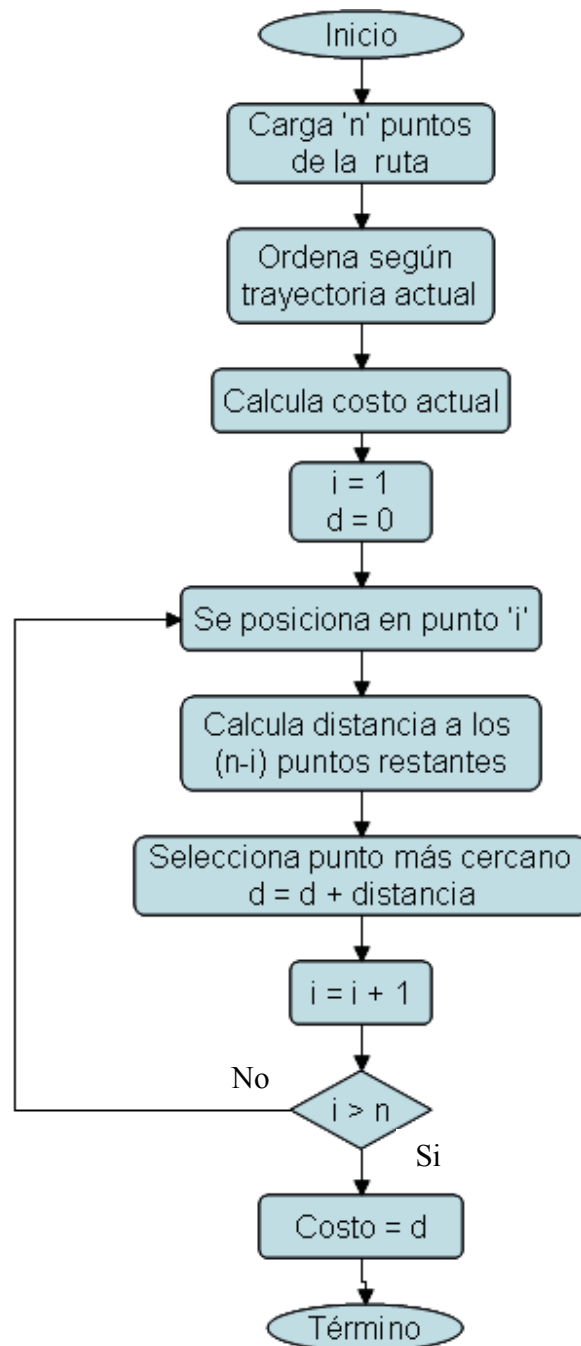 Inicio
Carga 'n' puntos
de la ruta
Ordena según
trayectoria actual
Calcula costo actual
i = 1
d = 0
Se posiciona en punto 'i'
Calcula distancia a los
(n-i) puntos restantes
Selecciona punto más cercano
d = d + distancia
i = i + 1
No
i > n
Si
Costo = d
Término